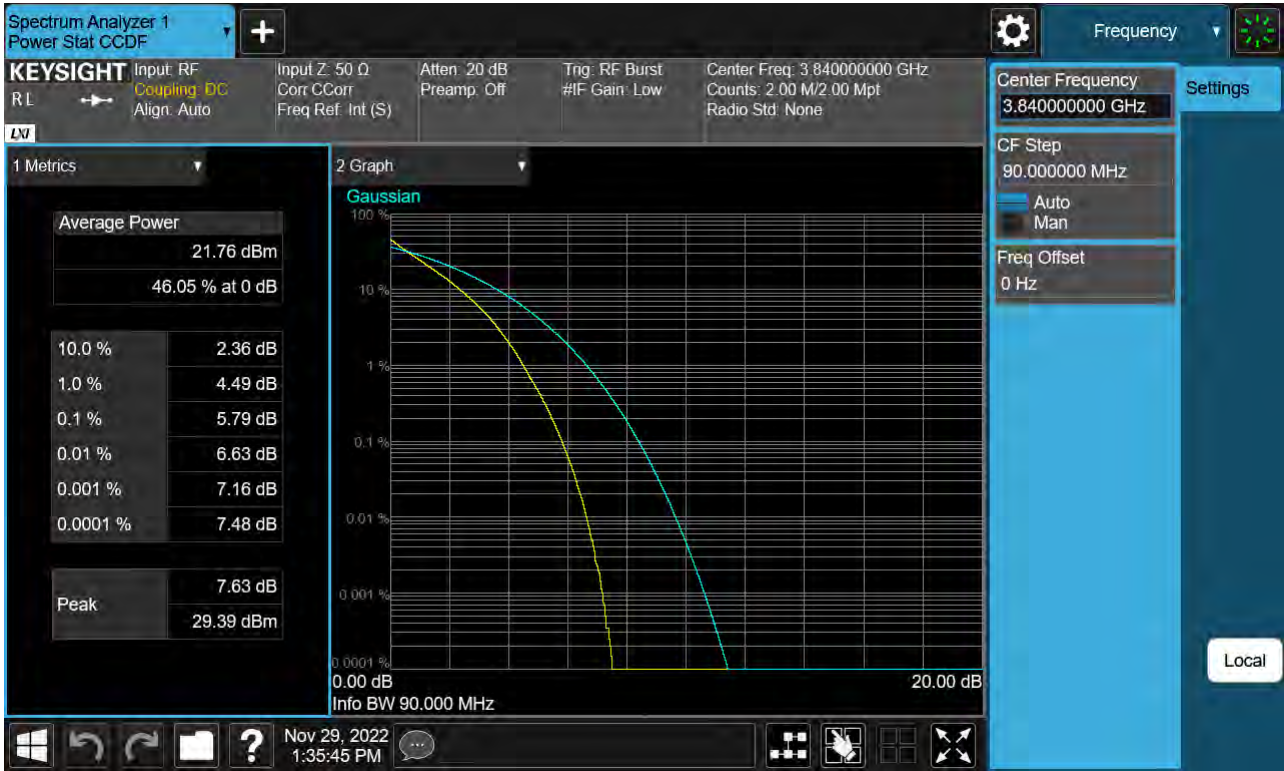 Spectrum Analyzer 1
Power Stat CCDF
Frequency
KEYSIGHT
R L
LXI
Input: RF
Coupling: DC
Align: Auto
Input Z: 50 Ω
Corr CCorr
Freq Ref: Int (S)
Atten: 20 dB
Preamp: Off
Trig: RF Burst
#IF Gain: Low
Center Freq: 3.840000000 GHz
Counts: 2.00 M/2.00 Mpt
Radio Std: None
Center Frequency
3.840000000 GHz
Settings
CF Step
90.000000 MHz
Auto
Man
Freq Offset
0 Hz
1 Metrics
Average Power
21.76 dBm
46.05 % at 0 dB
10.0 % 2.36 dB
1.0 % 4.49 dB
0.1 % 5.79 dB
0.01 % 6.63 dB
0.001 % 7.16 dB
0.0001 % 7.48 dB
Peak
7.63 dB
29.39 dBm
2 Graph
Gaussian
100 %
10 %
1 %
0.1 %
0.01 %
0.001 %
0.0001 %
0.00 dB 20.00 dB
Info BW 90.000 MHz
Local
?
Nov 29, 2022
1:35:45 PM